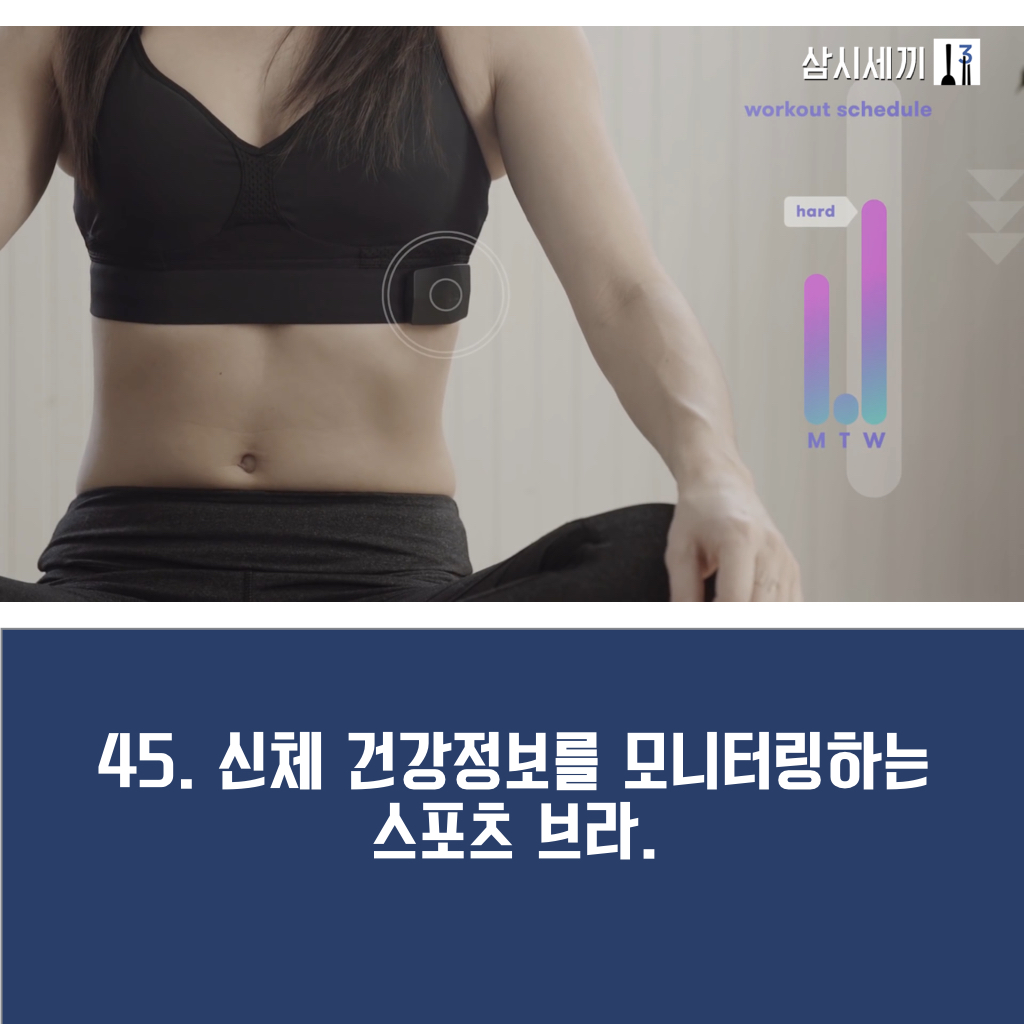 삼시세끼 3
workout schedule
hard
M T W
45. 신체 건강정보를 모니터링하는
스포츠 브라.